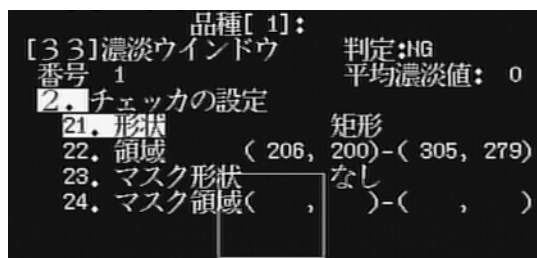 品種[ 1]:
[３３]濃淡ウインドウ 判定:NG
番号 1 平均濃淡値: 0
２．チェッカの設定
21. 形状 矩形
22. 領域 ( 206, 200)-( 305, 279)
23. マスク形状 なし
24. マスク領域( , )-( , )